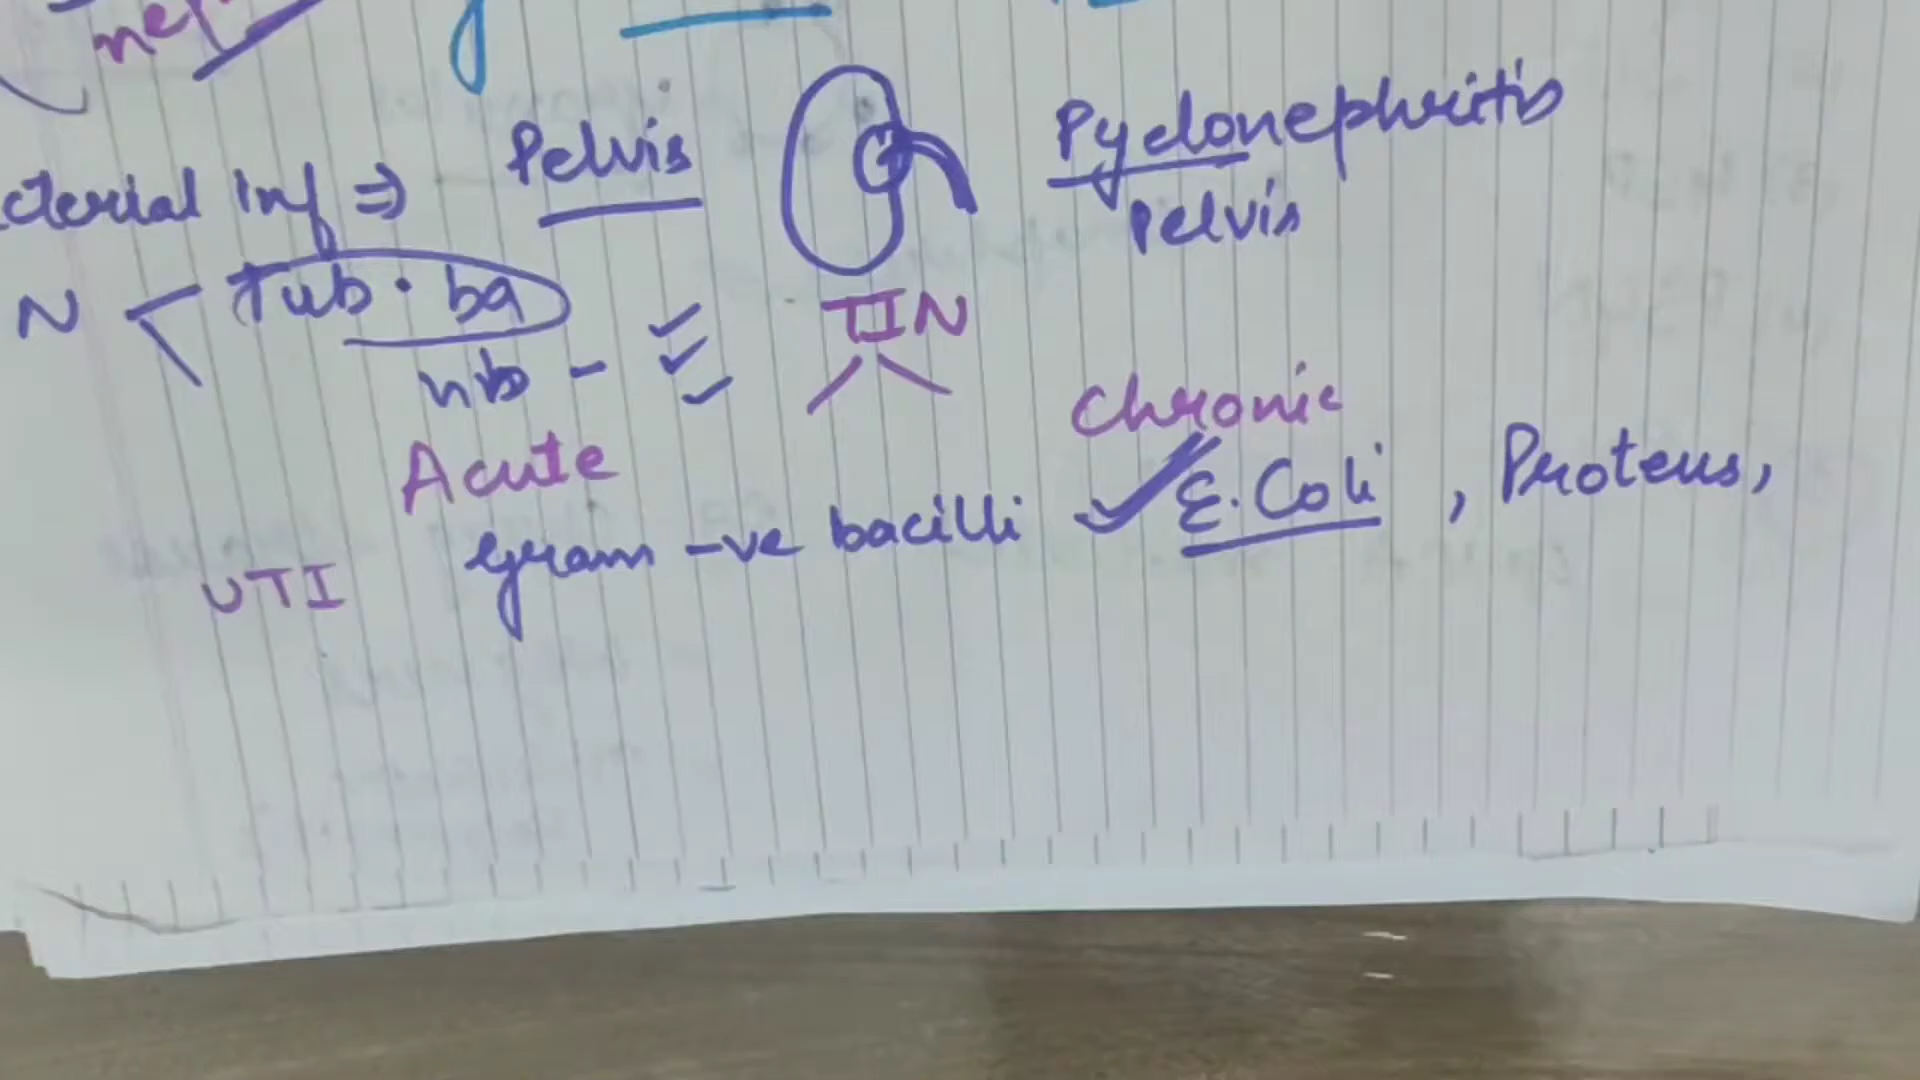 cterial Inf ⇒ Pelvis Pyelonephritis
Pelvis
N < Tub. ba
nb -
TIN
Acute Chronic
UTI gram -ve bacilli ✓ E. Coli, Proteus,